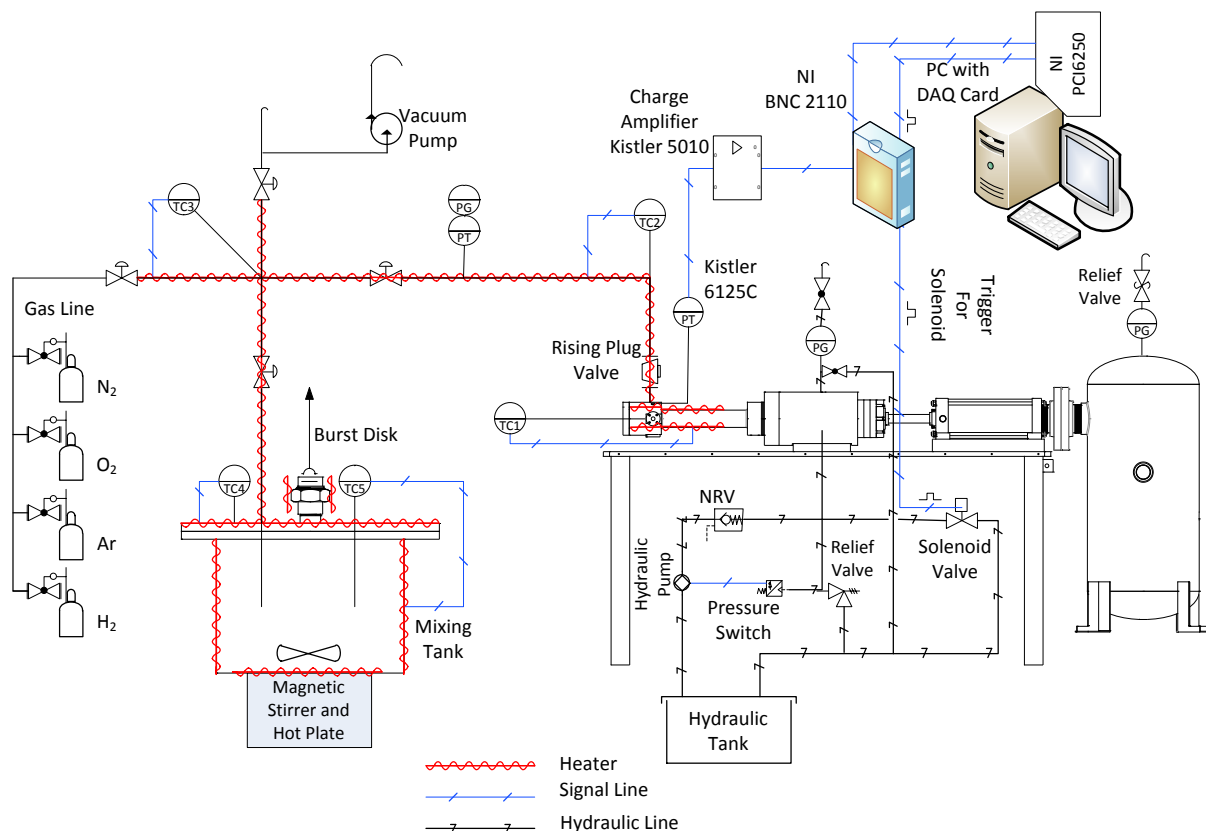 Vacuum
Pump
Charge
Amplifier
Kistler 5010
NI
BNC 2110
PC with
DAQ Card
NI
PCI6250
TC3
PG
PT
TC2
Kistler
6125C
PT
Trigger
For
Solenoid
Relief
Valve
PG
Gas Line
N2
O2
Ar
H2
Rising Plug
Valve
PG
TC1
Burst Disk
TC4
TC5
Mixing
Tank
Magnetic
Stirrer and
Hot Plate
NRV
Hydraulic
Pump
Pressure
Switch
Relief
Valve
Solenoid
Valve
Hydraulic
Tank
Heater
Signal Line
Hydraulic Line